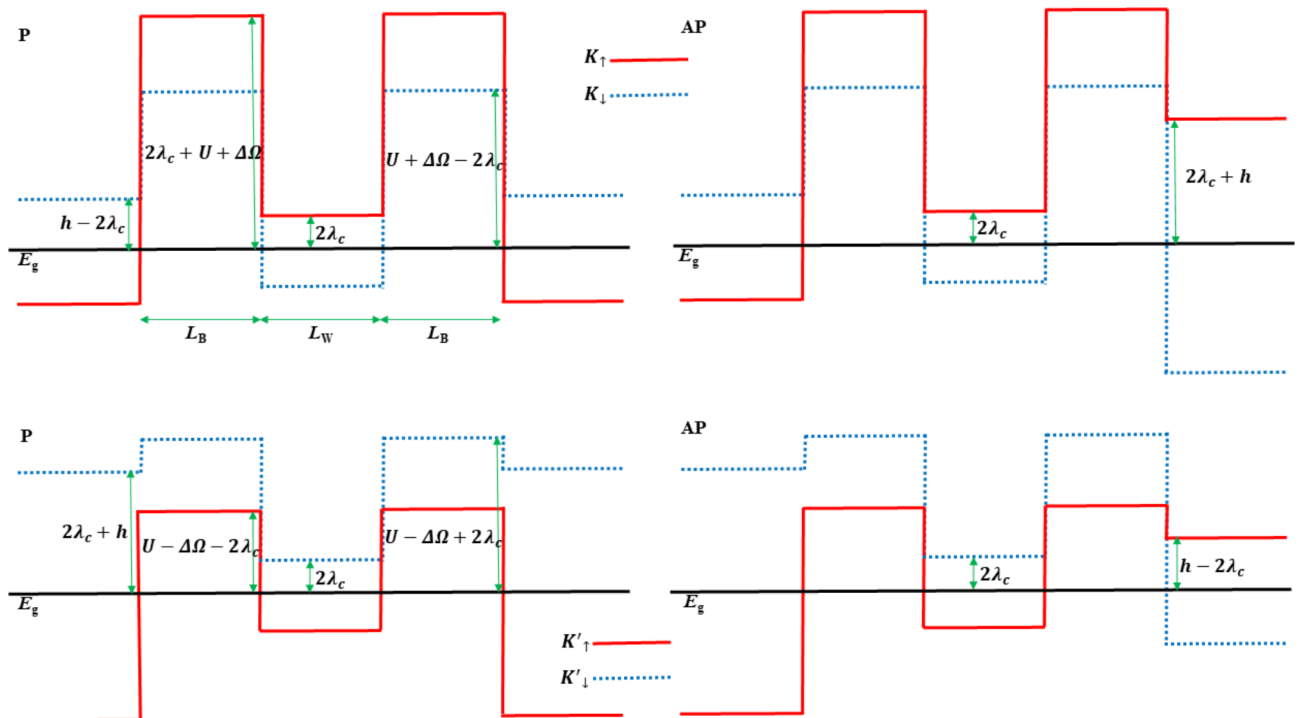 P
AP
K↑
K↓
2λc + U + ΔΩ
U + ΔΩ − 2λc
h − 2λc
2λc
Eg
2λc + h
2λc
Eg
LB
LW
LB
P
AP
2λc + h
U − ΔΩ − 2λc
U − ΔΩ + 2λc
2λc
Eg
2λc
h − 2λc
Eg
K'↑
K'↓